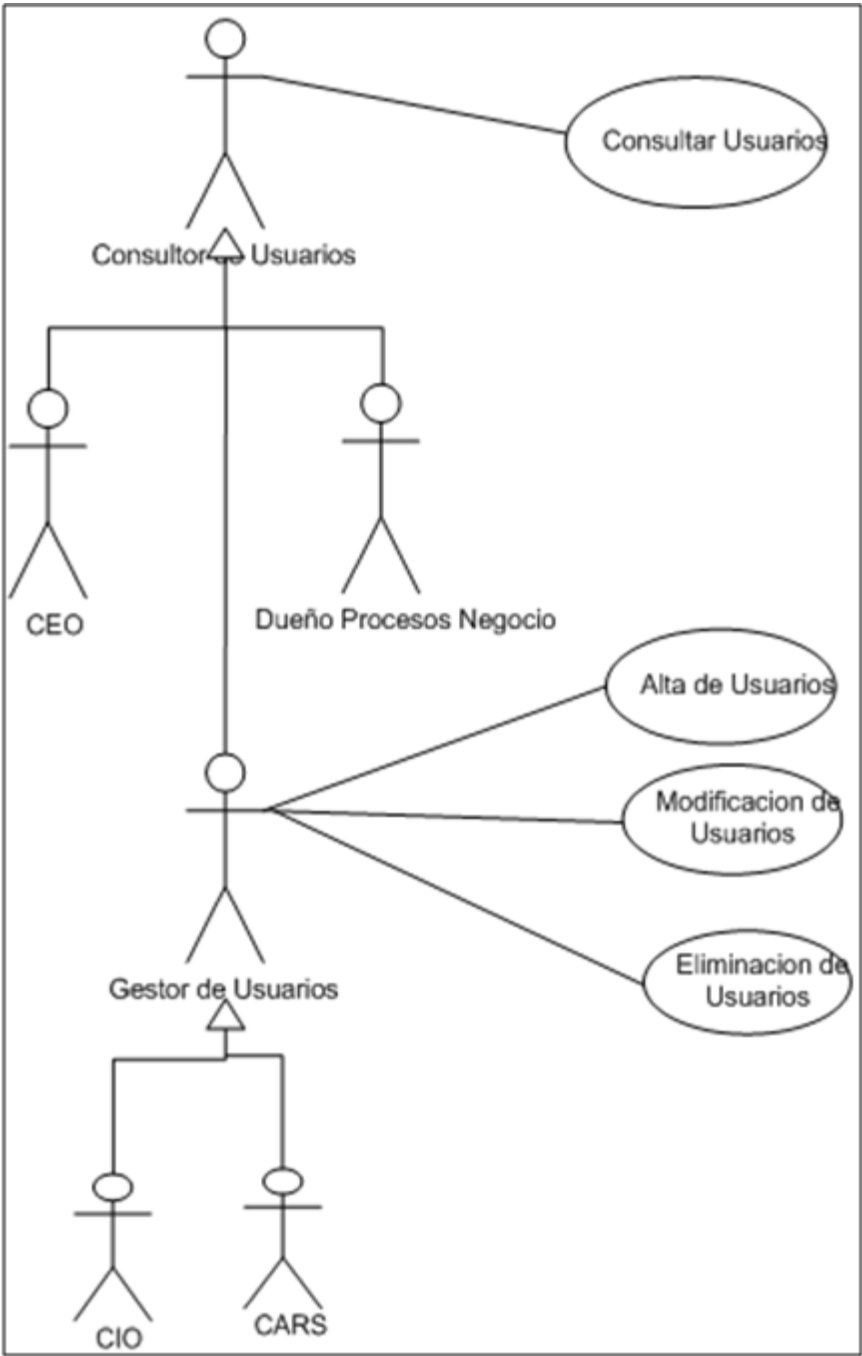 Consultar Usuarios
Consultor de Usuarios
CEO
Dueño Procesos Negocio
Alta de Usuarios
Modificacion de
Usuarios
Eliminacion de
Usuarios
Gestor de Usuarios
CIO
CARS